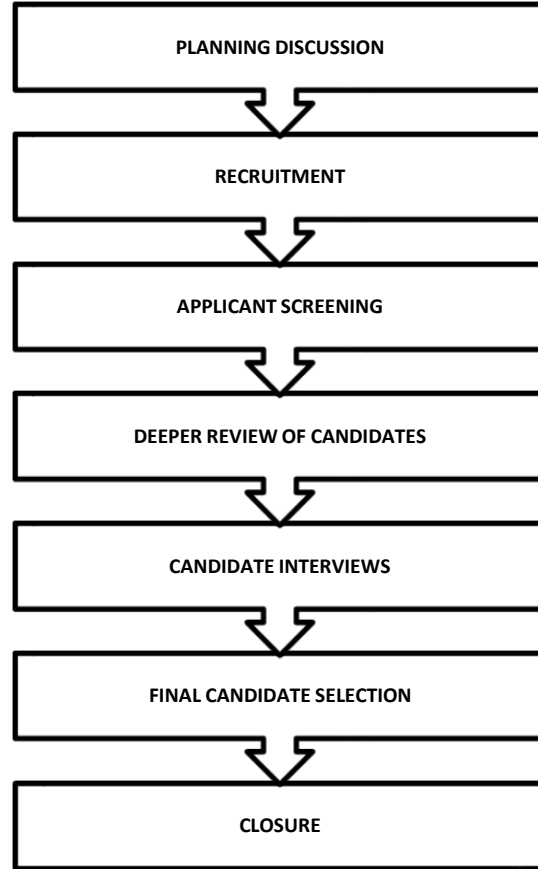 PLANNING DISCUSSION
RECRUITMENT
APPLICANT SCREENING
DEEPER REVIEW OF CANDIDATES
CANDIDATE INTERVIEWS
FINAL CANDIDATE SELECTION
CLOSURE